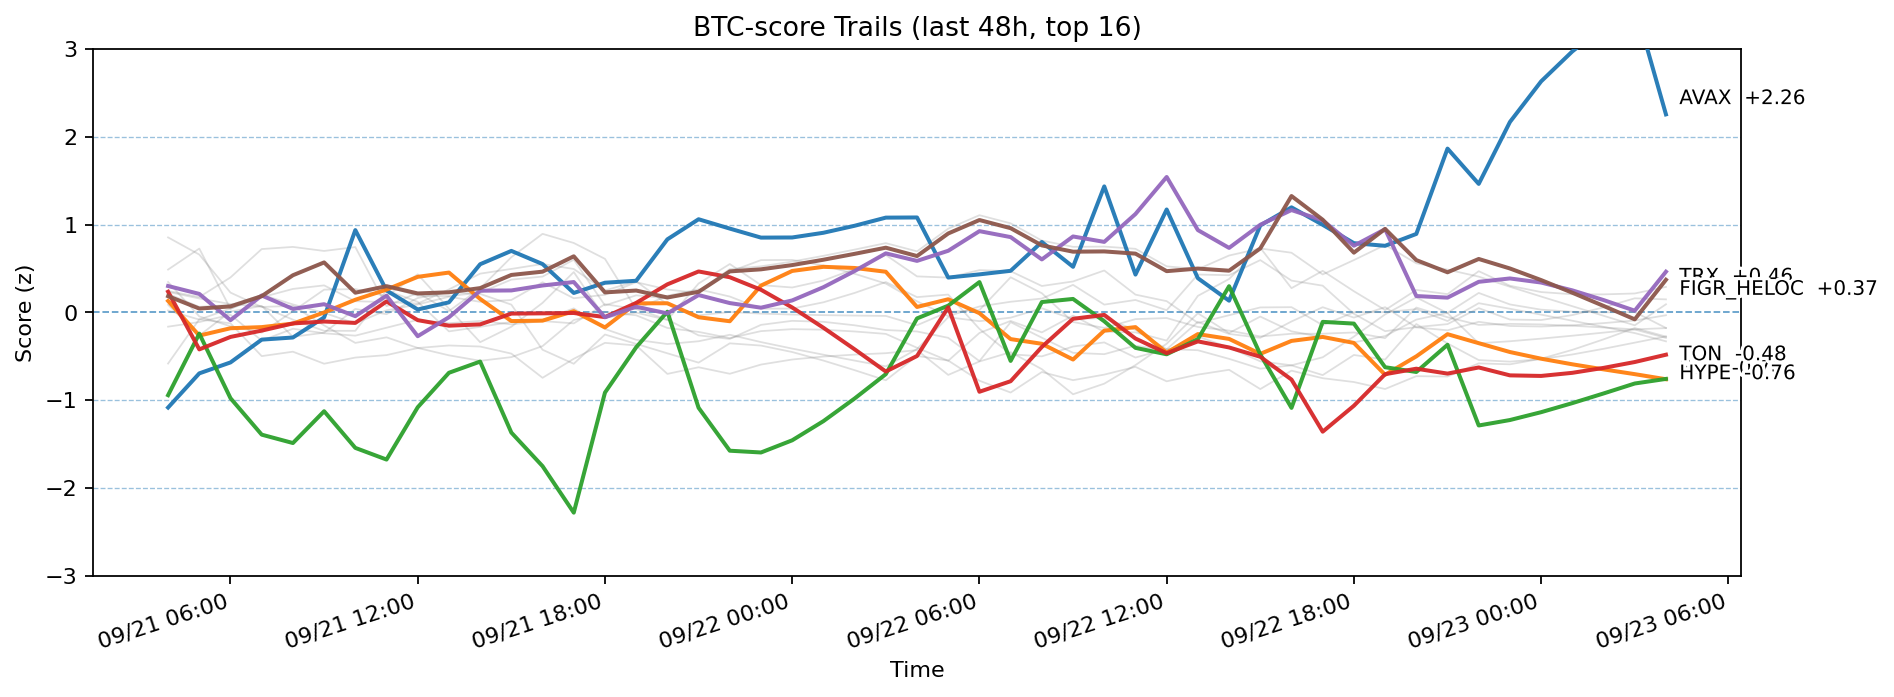 BTC-score Trails (last 48h, top 16)
Score (z)
3
2
1
0
−1
−2
−3
AVAX +2.26
TRX +0.46
FIGR_HELOC +0.37
TON -0.48
HYPE -0.76
09/21 06:00
09/21 12:00
09/21 18:00
09/22 00:00
09/22 06:00
09/22 12:00
09/22 18:00
09/23 00:00
09/23 06:00
Time